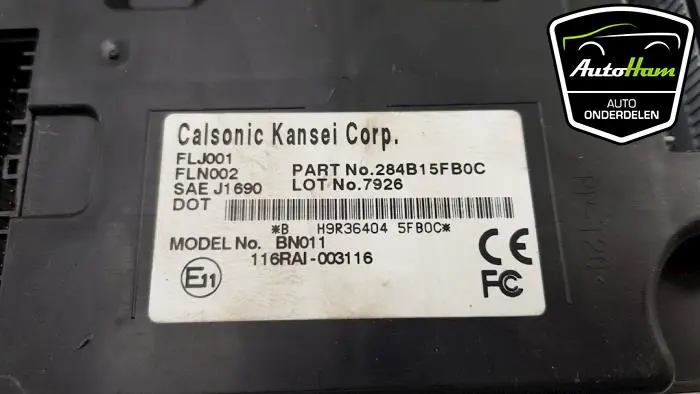 Calsonic Kansei Corp.
FLJ001
FLN002 PART No.284B15FB0C
SAE J1690 LOT No.7926
DOT
*B H9R36404 5FB0C*
MODEL No. BN011
116RAI-003116
E11
CE
FC
AutoHam
AUTO
ONDERDELEN